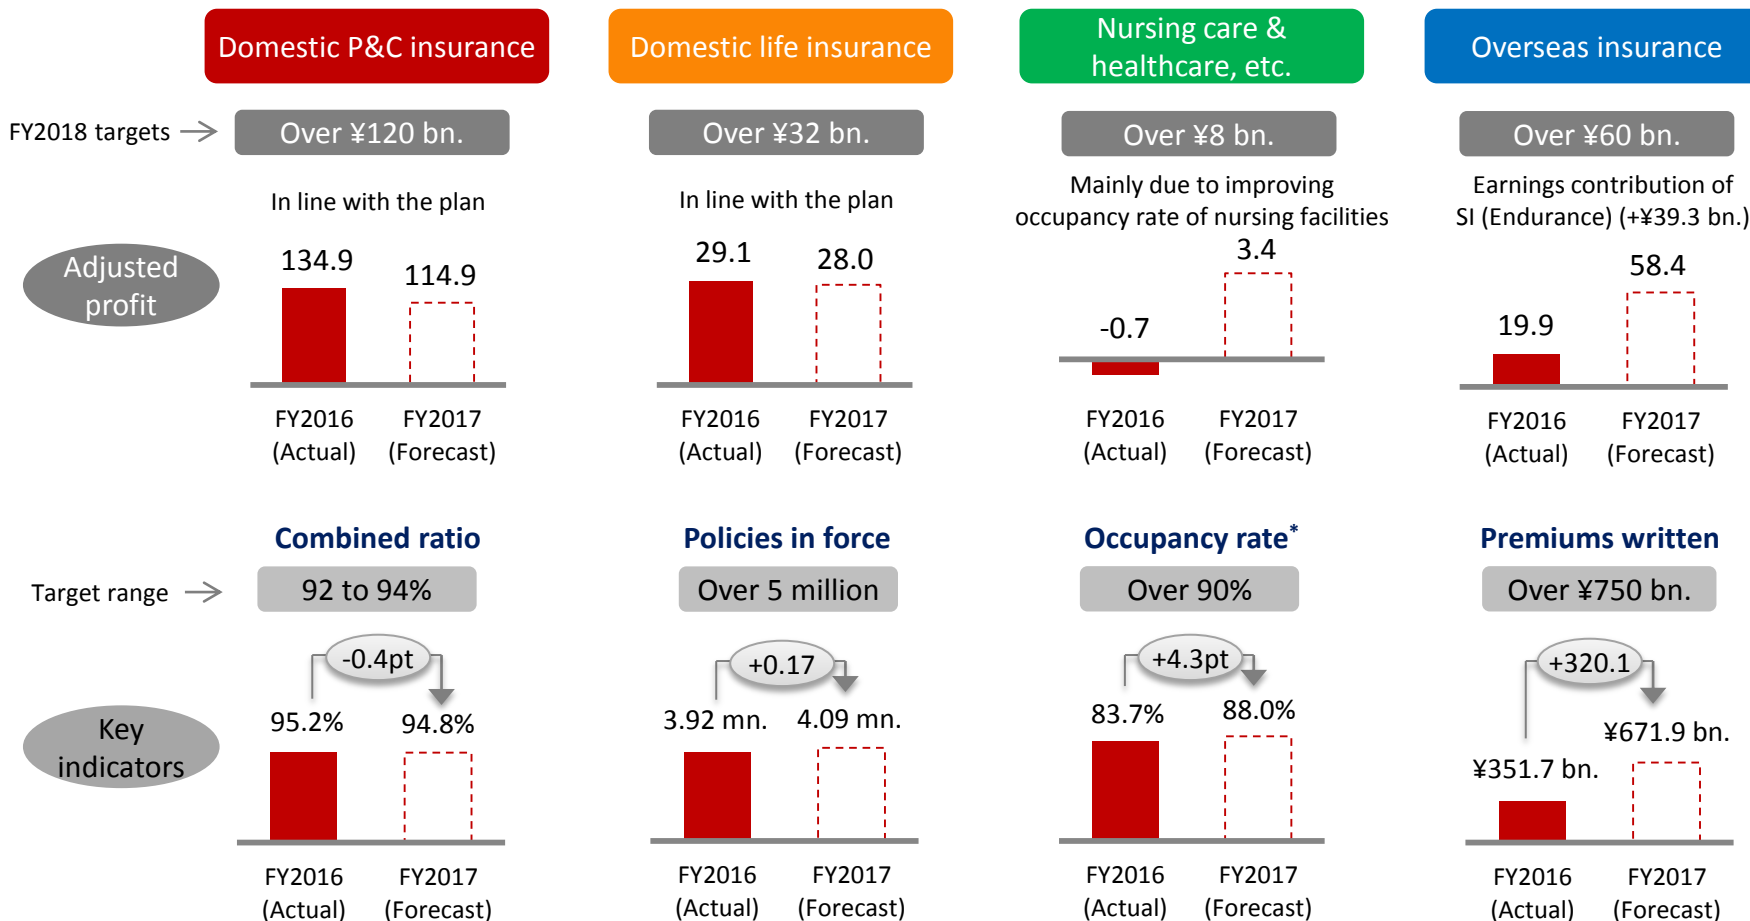 Domestic P&C insurance
Domestic life insurance
Nursing care &
healthcare, etc.
Overseas insurance
FY2018 targets
Over ¥120 bn.
Over ¥32 bn.
Over ¥8 bn.
Over ¥60 bn.
In line with the plan
In line with the plan
Mainly due to improving
occupancy rate of nursing facilities
Earnings contribution of
SI (Endurance) (+¥39.3 bn.)
Adjusted
profit
134.9
114.9
29.1
28.0
-0.7
3.4
19.9
58.4
FY2016
(Actual)
FY2017
(Forecast)
FY2016
(Actual)
FY2017
(Forecast)
FY2016
(Actual)
FY2017
(Forecast)
FY2016
(Actual)
FY2017
(Forecast)
Combined ratio
Policies in force
Occupancy rate*
Premiums written
Target range
92 to 94%
Over 5 million
Over 90%
Over ¥750 bn.
-0.4pt
+0.17
+4.3pt
+320.1
Key
indicators
95.2%
94.8%
3.92 mn.
4.09 mn.
83.7%
88.0%
¥351.7 bn.
¥671.9 bn.
FY2016
(Actual)
FY2017
(Forecast)
FY2016
(Actual)
FY2017
(Forecast)
FY2016
(Actual)
FY2017
(Forecast)
FY2016
(Actual)
FY2017
(Forecast)